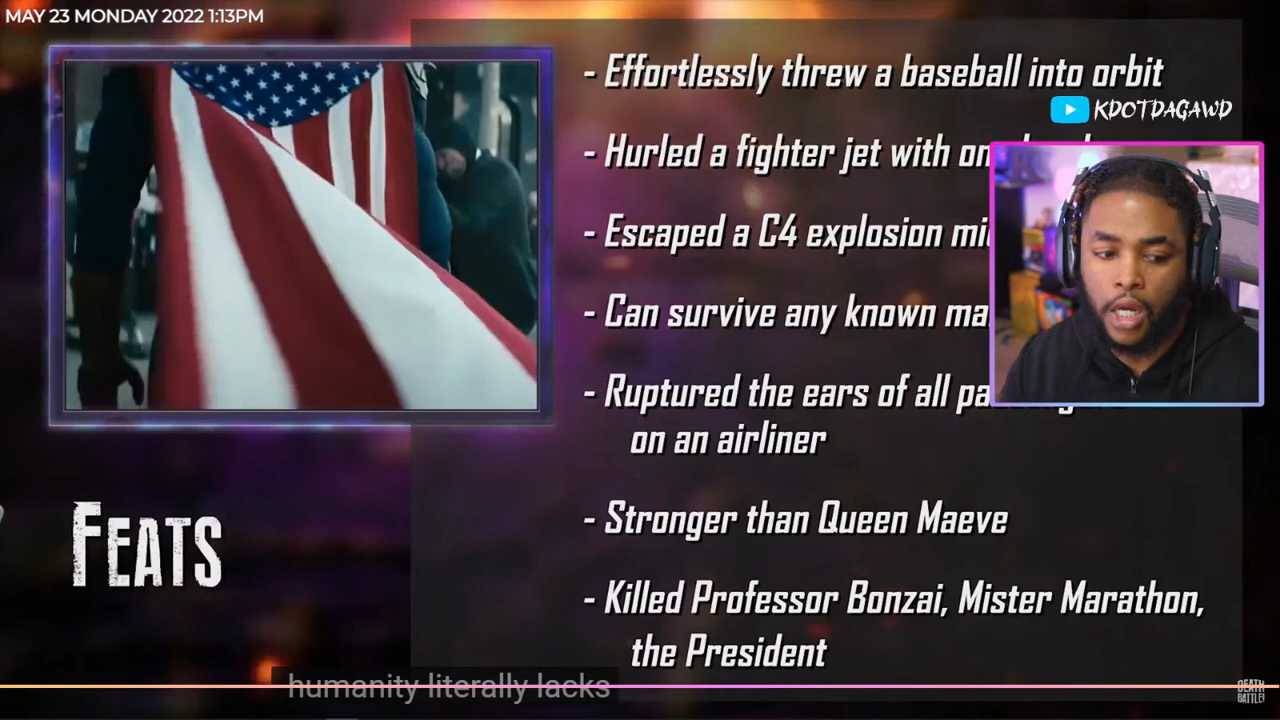 MAY 23 MONDAY 2022 1:13PM
- Effortlessly threw a baseball into orbit
KDOTDAGAWD
- Hurled a fighter jet with
- Escaped a C4 explosion
- Can survive any known
- Ruptured the ears of all
on an airliner
- Stronger than Queen Maeve
FEATS
- Killed Professor Bonzai, Mister Marathon,
the President
humanity literally lacks
DEATH
BATTLE!